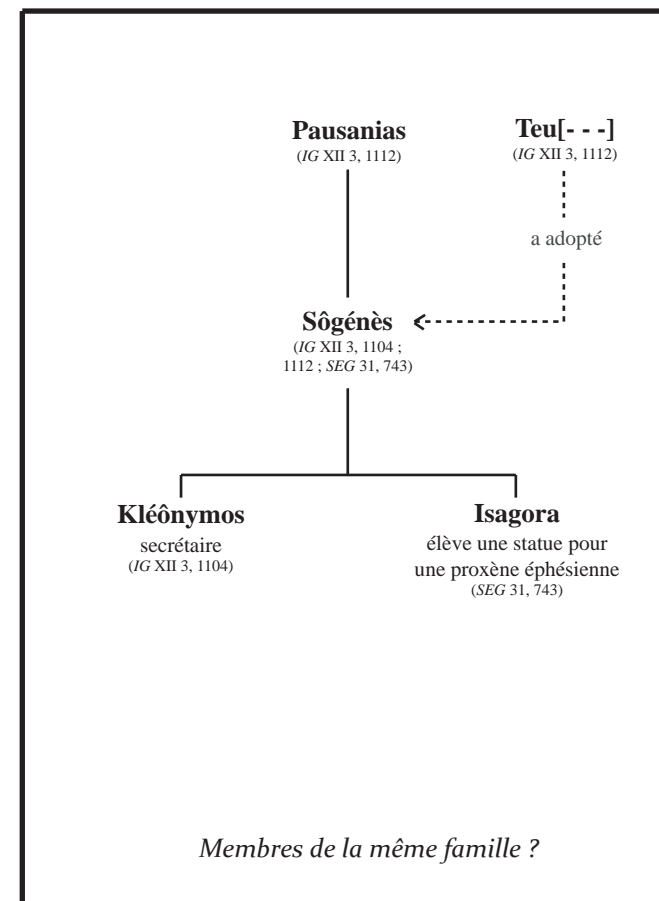 Pausanias
(IG XII 3, 1112)
Teu[- - -]
(IG XII 3, 1112)
a adopté
Sôgénès
(IG XII 3, 1104 ;
1112 ; SEG 31, 743)
Kléônymos
secrétaire
(IG XII 3, 1104)
Isagora
élève une statue pour
une proxène éphésienne
(SEG 31, 743)
Membres de la même famille ?